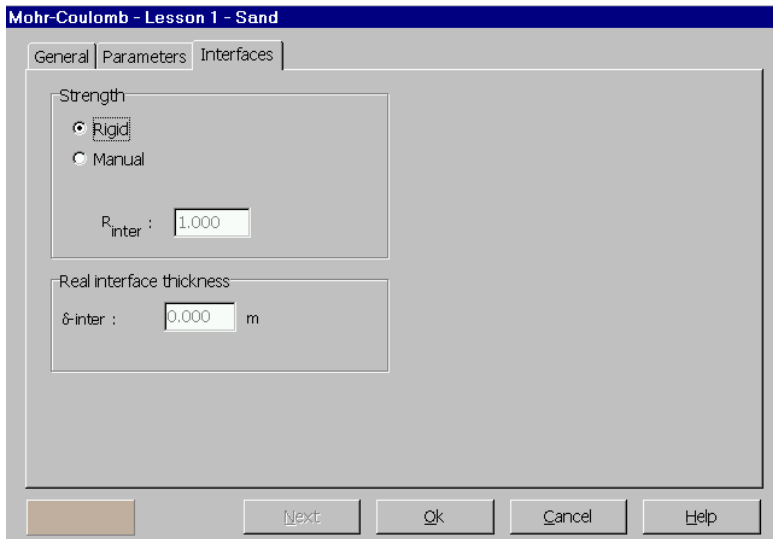 Mohr-Coulomb - Lesson 1 - Sand
General Parameters Interfaces
Strength
Rigid
Manual
Rinter : 1.000
Real interface thickness
δ-inter : 0.000 m
Next Ok Cancel Help